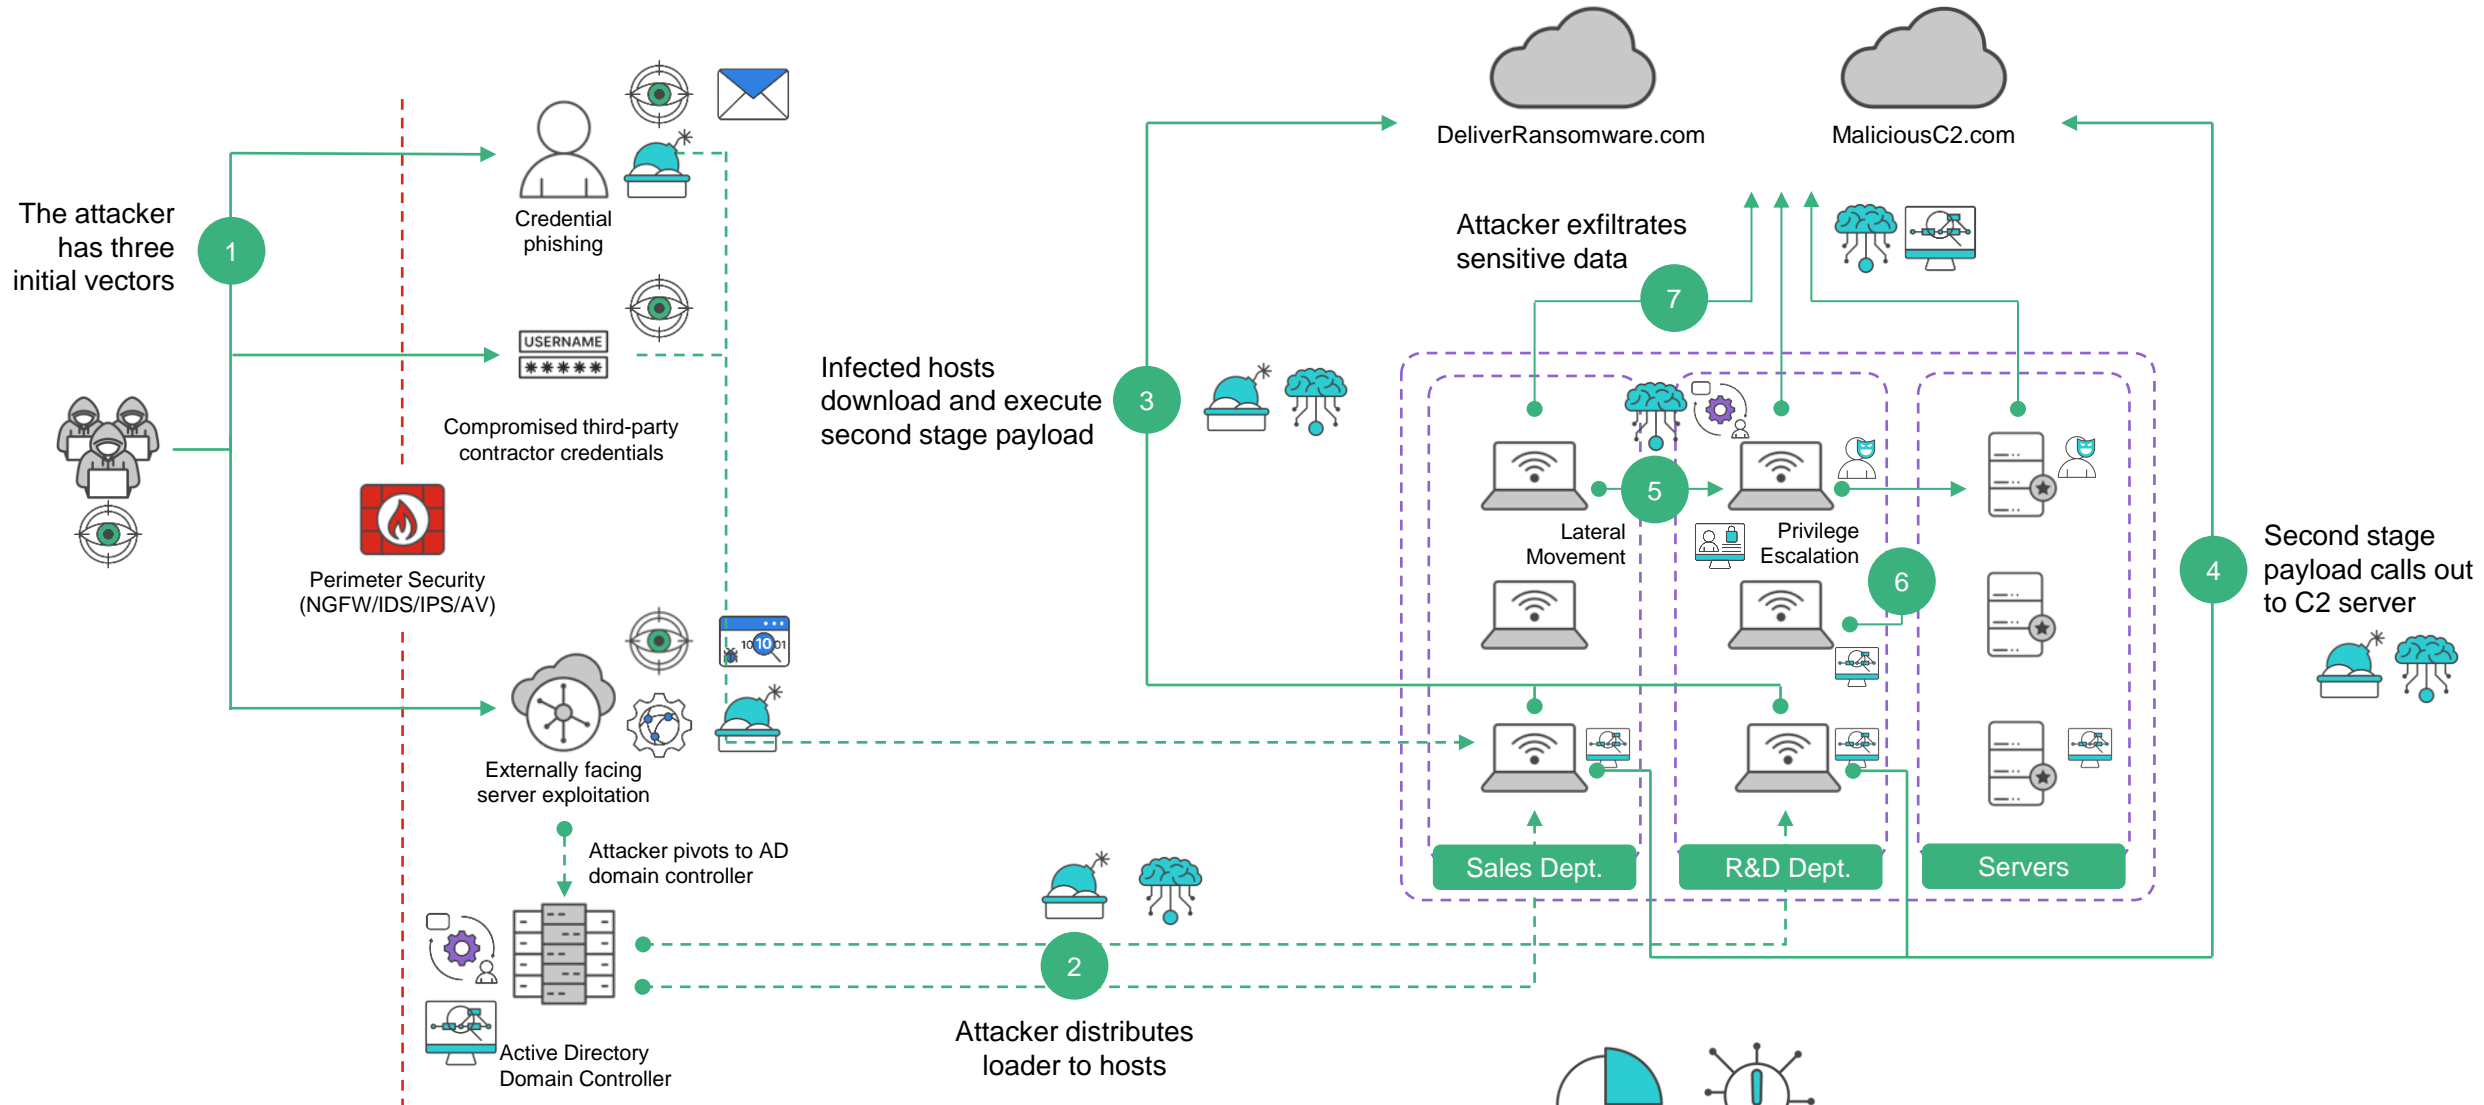 DeliverRansomware.com
MaliciousC2.com
The attacker
has three
initial vectors
1
Credential
phishing
Attacker exfiltrates
sensitive data
7
USERNAME
*****
Compromised third-party
contractor credentials
Infected hosts
download and execute
second stage payload
3
5
Lateral
Movement
Privilege
Escalation
6
4
Second stage
payload calls out
to C2 server
Perimeter Security
(NGFW/IDS/IPS/AV)
10 10 01
Externally facing
server exploitation
Attacker pivots to AD
domain controller
Sales Dept.
R&D Dept.
Servers
2
Attacker distributes
loader to hosts
Active Directory
Domain Controller